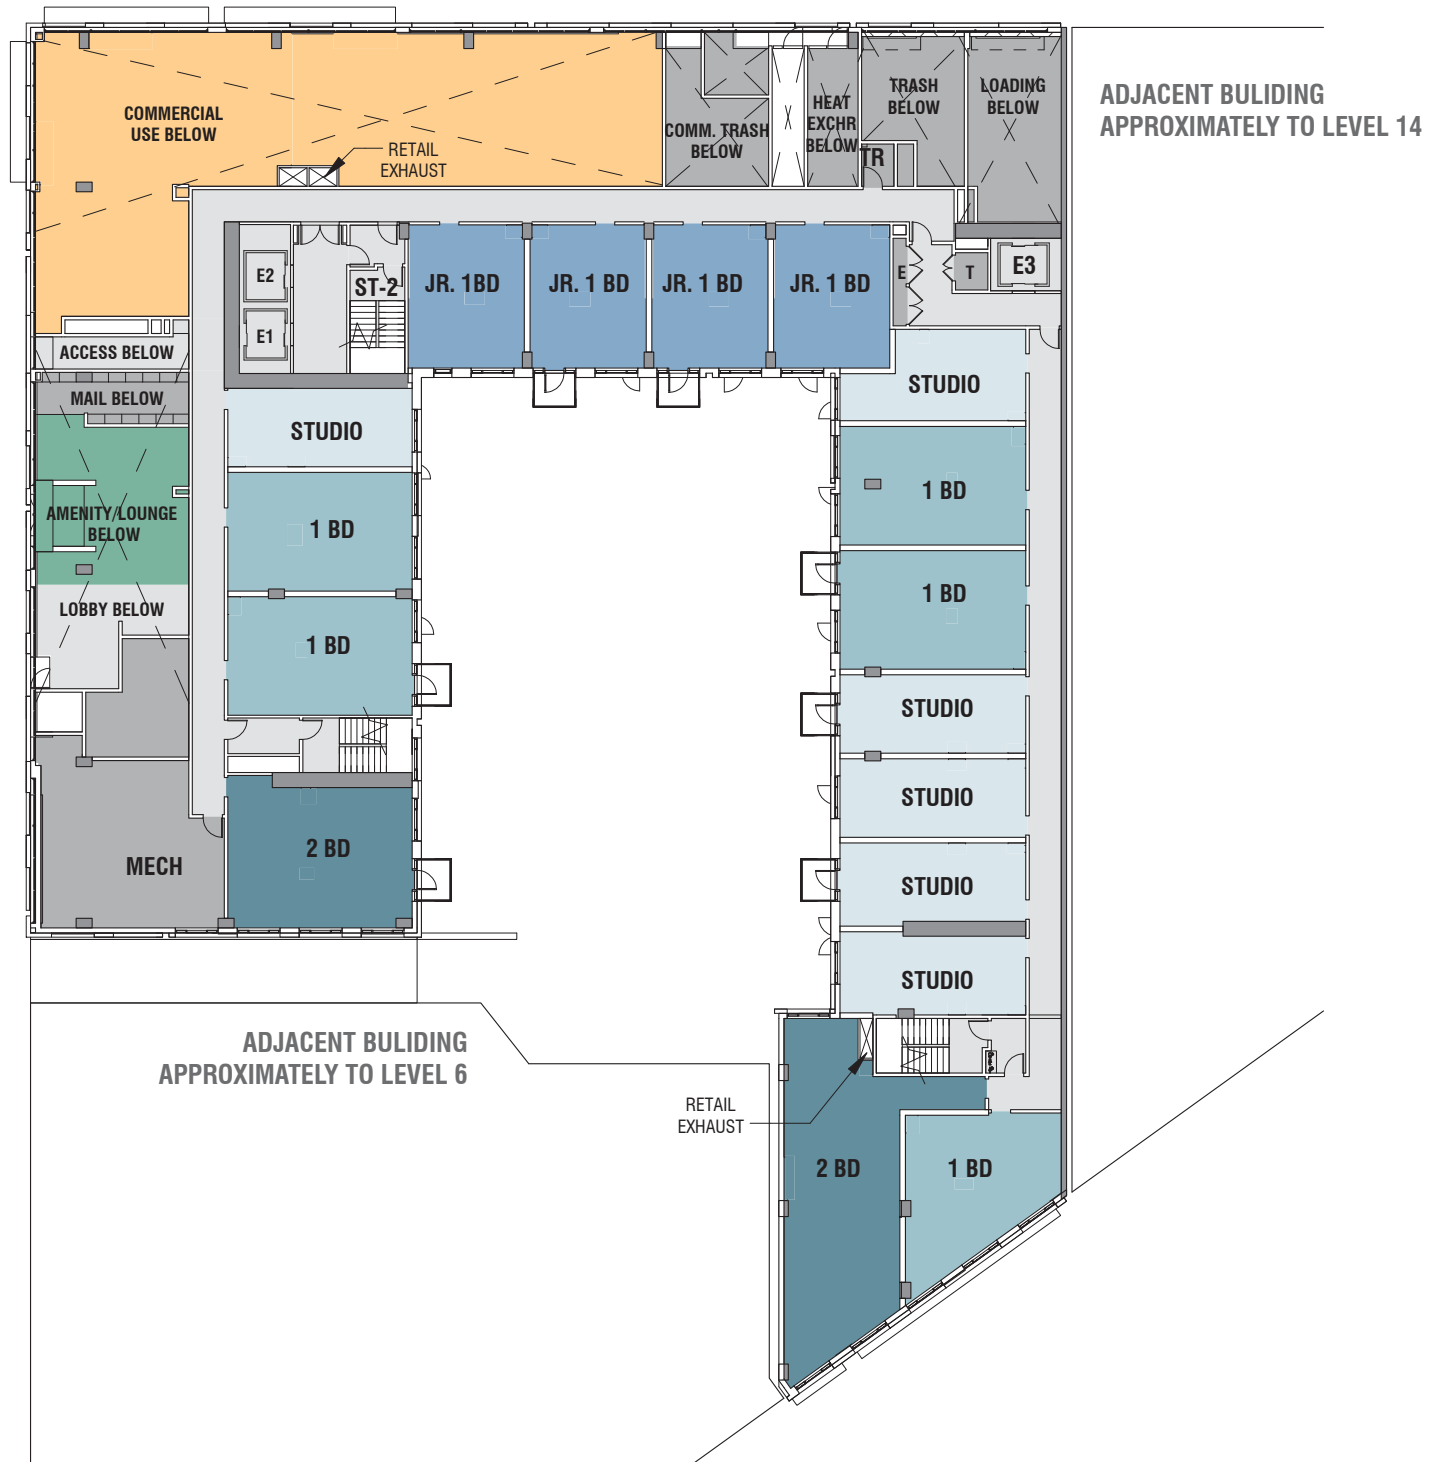 ADJACENT BULIDING
APPROXIMATELY TO LEVEL 14
COMMERCIAL
USE BELOW
RETAIL
EXHAUST
COMM. TRASH
BELOW
HEAT
EXCHR
BELOW
TRASH
BELOW
TR
LOADING
BELOW
E2
E1
ST-2
JR. 1BD
JR. 1 BD
JR. 1 BD
JR. 1 BD
E
T
E3
ACCESS BELOW
MAIL BELOW
AMENITY/LOUNGE
BELOW
LOBBY BELOW
MECH
STUDIO
1 BD
1 BD
2 BD
STUDIO
1 BD
1 BD
STUDIO
STUDIO
STUDIO
STUDIO
ADJACENT BULIDING
APPROXIMATELY TO LEVEL 6
RETAIL
EXHAUST
2 BD
1 BD